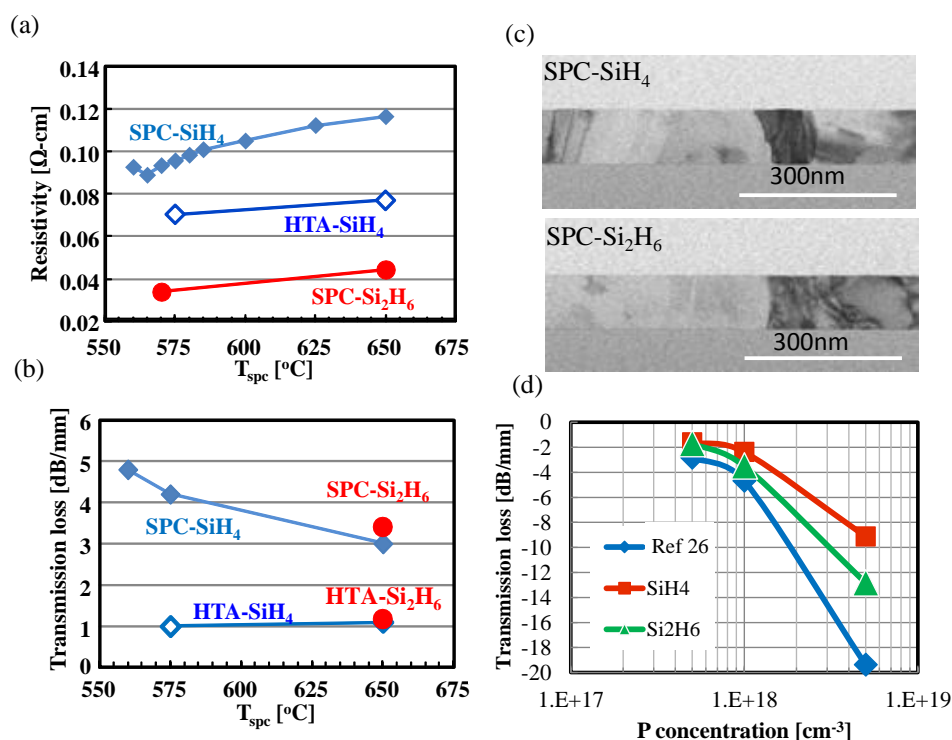 (a)
0.14
0.12
0.10
0.08
0.06
0.04
0.02
Resistivity [Ω-cm]
SPC-SiH₄
HTA-SiH₄
SPC-Si₂H₆
550 575 600 625 650 675
Tspc [°C]
(b)
6
5
4
3
2
1
0
Transmission loss [dB/mm]
SPC-Si₂H₆
SPC-SiH₄
HTA-Si₂H₆
HTA-SiH₄
550 575 600 625 650 675
Tspc [°C]
(c)
SPC-SiH₄
300nm
SPC-Si₂H₆
300nm
(d)
0
-2
-4
-6
-8
-10
-12
-14
-16
-18
-20
Transmission loss [dB/mm]
Ref 26
SiH4
Si2H6
1.E+17 1.E+18 1.E+19
P concentration [cm⁻³]